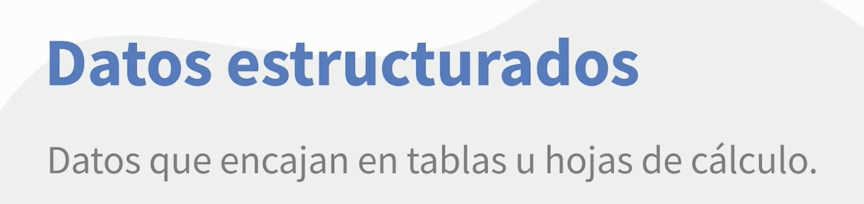 Datos estructurados
Datos que encajan en tablas u hojas de cálculo.